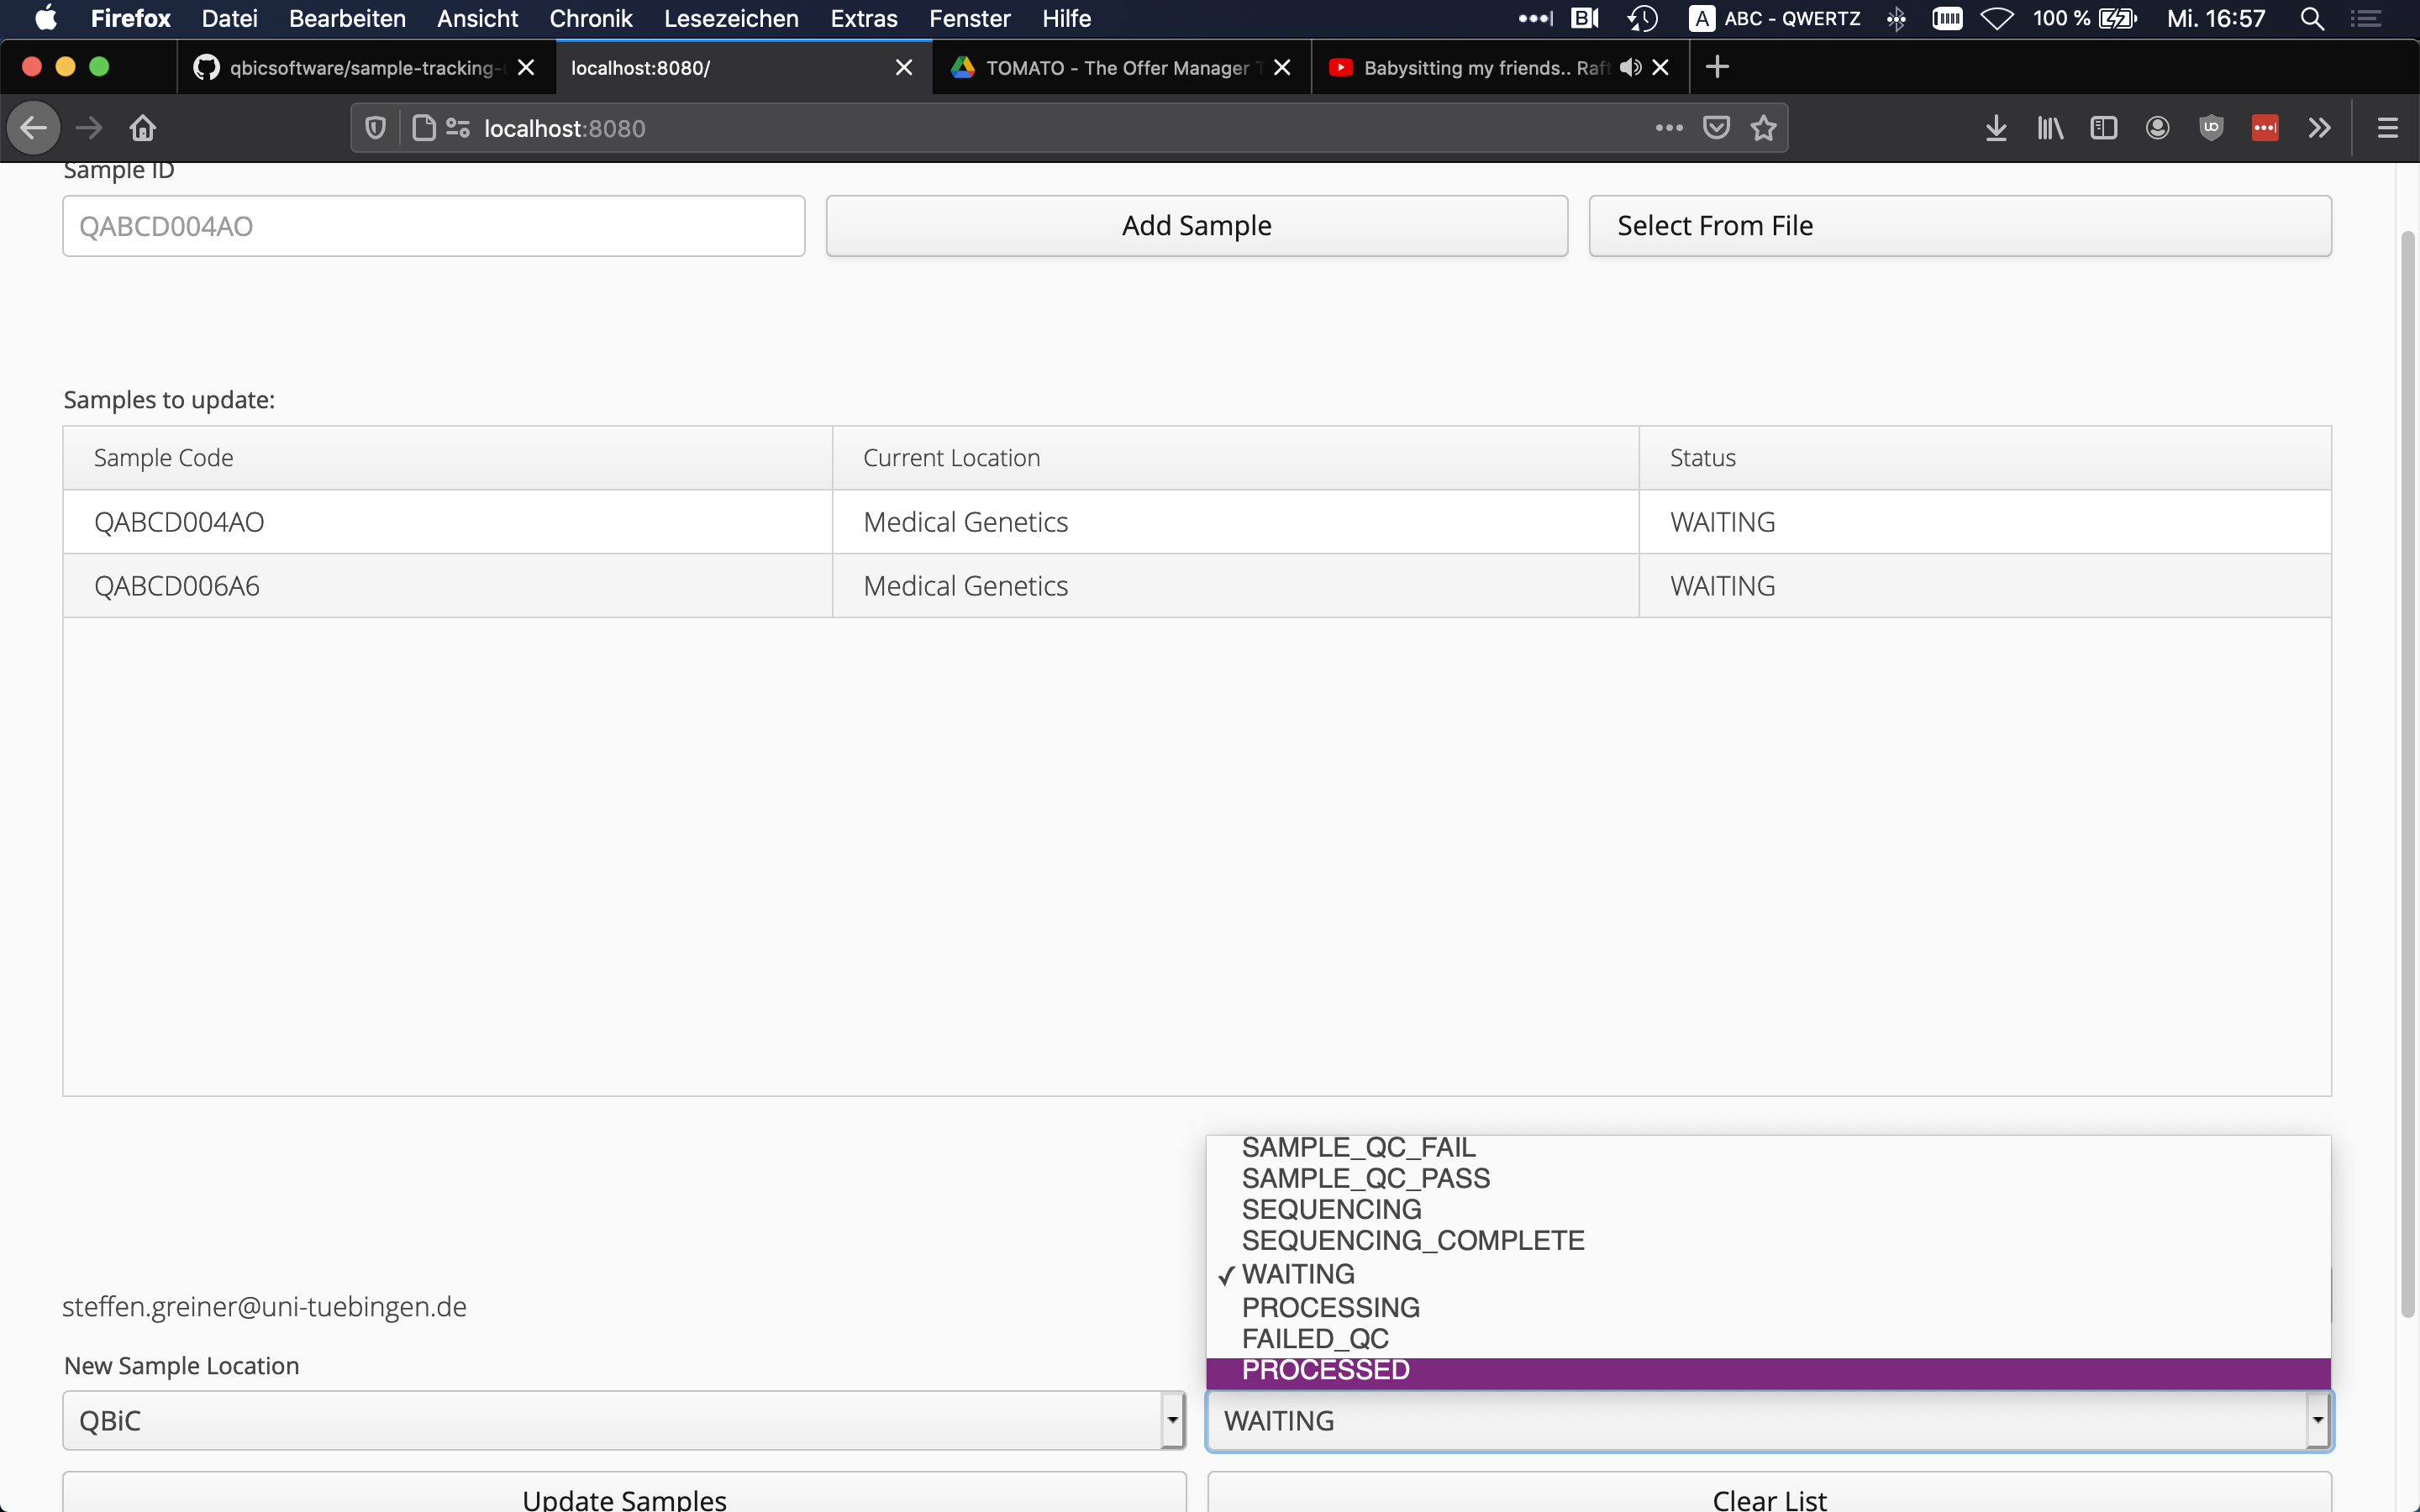 Firefox Datei Bearbeiten Ansicht Chronik Lesezeichen Extras Fenster Hilfe A ABC - QWERTZ 100 % Mi. 16:57
qbicsoftware/sample-tracking- localhost:8080/ TOMATO - The Offer Manager Babysitting my friends.. Raft
localhost:8080
Sample ID
QABCD004AO Add Sample Select From File
Samples to update:
Sample Code Current Location Status
QABCD004AO Medical Genetics WAITING
QABCD006A6 Medical Genetics WAITING
SAMPLE_QC_FAIL
SAMPLE_QC_PASS
SEQUENCING
SEQUENCING_COMPLETE
✓ WAITING
PROCESSING
FAILED_QC
PROCESSED
steffen.greiner@uni-tuebingen.de
New Sample Location
QBiC WAITING
Update Samples Clear List